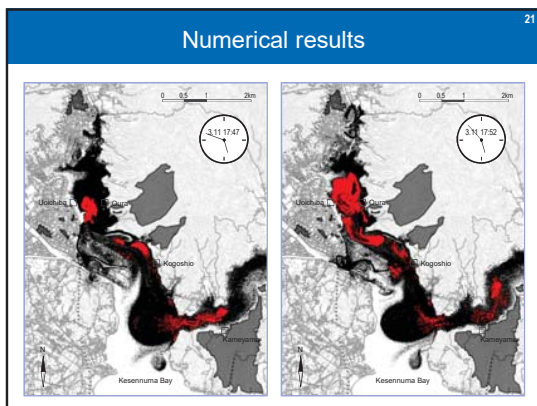 21
Numerical results
0 0.5 1 2km
3.11 17:47
Uoichiba
Oura
Kogoshio
Kameyama
N
Kesennuma Bay
0 0.5 1 2km
3.11 17:52
Uoichiba
Oura
Kogoshio
Kameyama
N
Kesennuma Bay